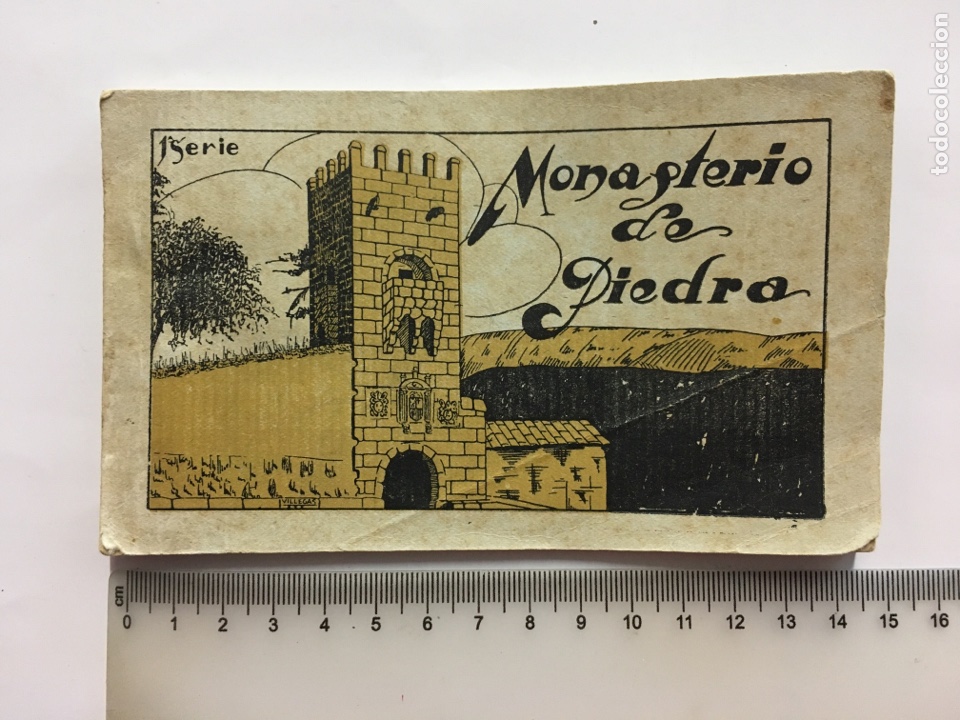 1ª Serie
Monasterio
de
Piedra
VILLEGAS
cm
0 1 2 3 4 5 6 7 8 9 10 11 12 13 14 15 16
todocoleccion